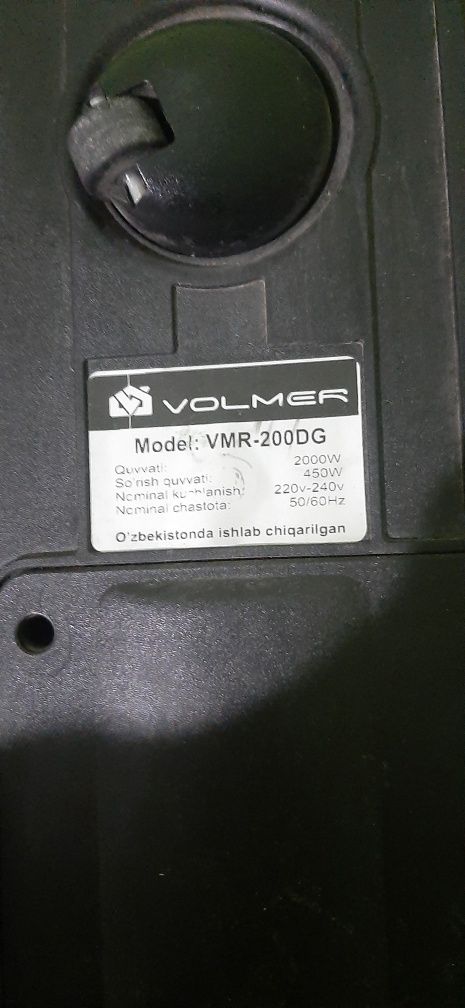 VOLMER
Model: VMR-200DG
Quvvati: 2000W
So'rish quvvati: 450W
Nominal kuchlanish: 220v-240v
Nominal chastota: 50/60Hz
O'zbekistonda ishlab chiqarilgan